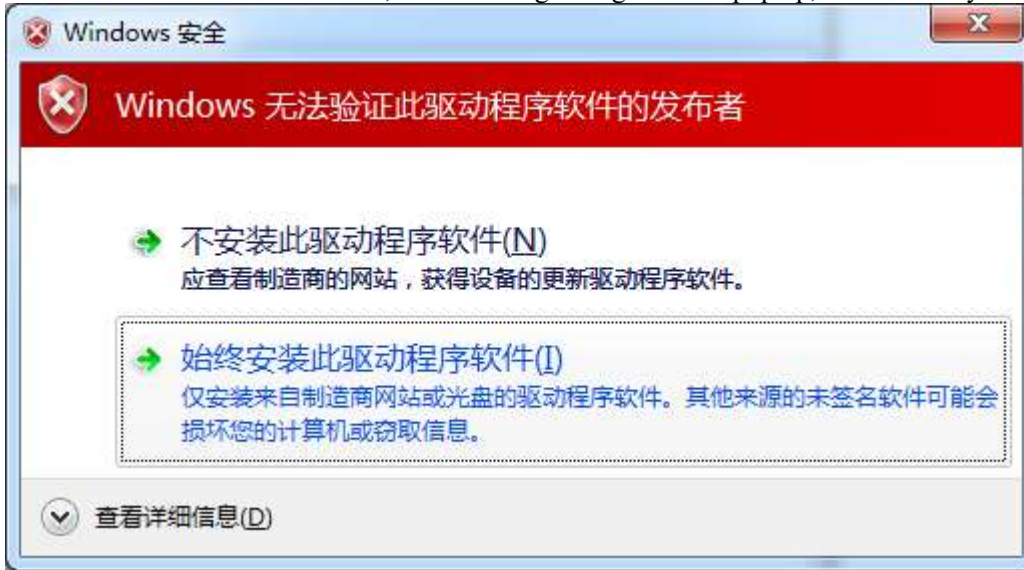 Windows 安全
Windows 无法验证此驱动程序软件的发布者
不安装此驱动程序软件(N)
应查看制造商的网站，获得设备的更新驱动程序软件。
始终安装此驱动程序软件(I)
仅安装来自制造商网站或光盘的驱动程序软件。其他来源的未签名软件可能会
损坏您的计算机或窃取信息。
查看详细信息(D)